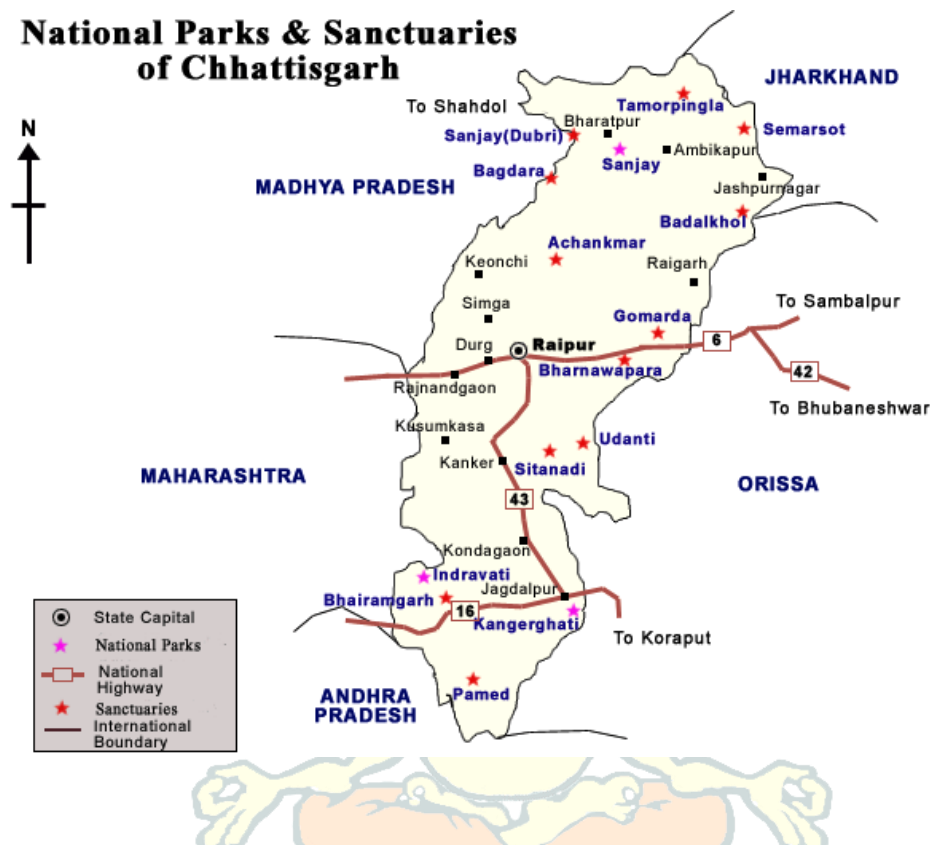 National Parks & Sanctuaries
of Chhattisgarh
JHARKHAND
To Shahdol
Tamorpingla
Bharatpur
Sanjay(Dubri)
Semarsot
N
Sanjay
Ambikapur
Bagdara
MADHYA PRADESH
Jashpurnagar
Badalkhol
Achankmar
Keonchi
Raigarh
Simga
To Sambalpur
Gomarda
Durg
Raipur
6
Bharnawapara
42
Rajnandgaon
To Bhubaneshwar
Kusumkasa
Udanti
Kanker
Sitanadi
MAHARASHTRA
ORISSA
43
Kondagaon
Indravati
Jagdalpur
Bhairamgarh
16
Kangerghati
To Koraput
Pamed
ANDHRA
PRADESH
State Capital
National Parks
National
Highway
Sanctuaries
International
Boundary